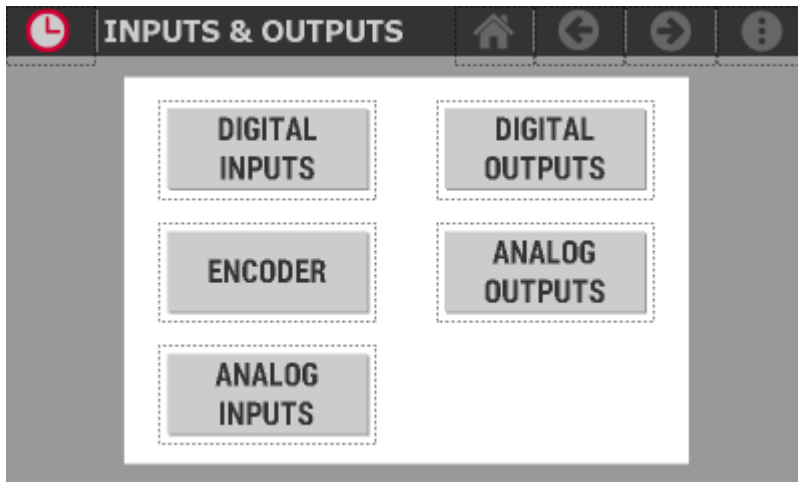 INPUTS & OUTPUTS
DIGITAL
INPUTS
DIGITAL
OUTPUTS
ENCODER
ANALOG
OUTPUTS
ANALOG
INPUTS